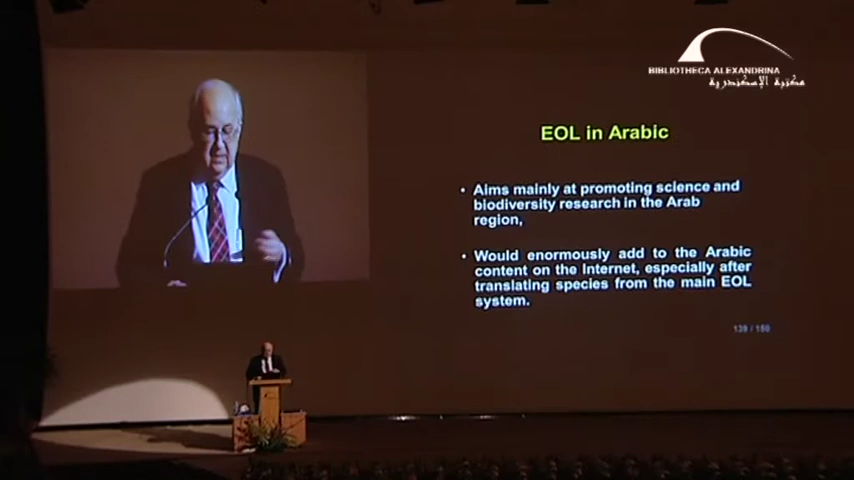 BIBLIOTHECA ALEXANDRINA
مكتبة الإسكندرية
EOL in Arabic
• Aims mainly at promoting science and
biodiversity research in the Arab
region,
• Would enormously add to the Arabic
content on the Internet, especially after
translating species from the main EOL
system.
139 / 150